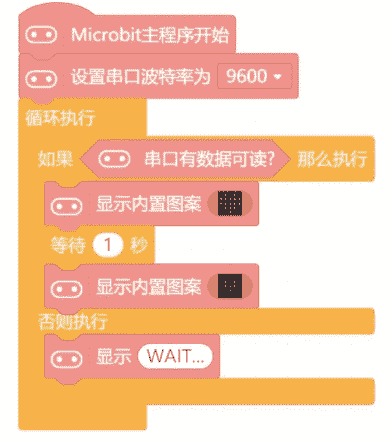 Microbit主程序开始
设置串口波特率为 9600
循环执行
如果 串口有数据可读? 那么执行
显示内置图案
等待 1 秒
显示内置图案
否则执行
显示 WAIT...